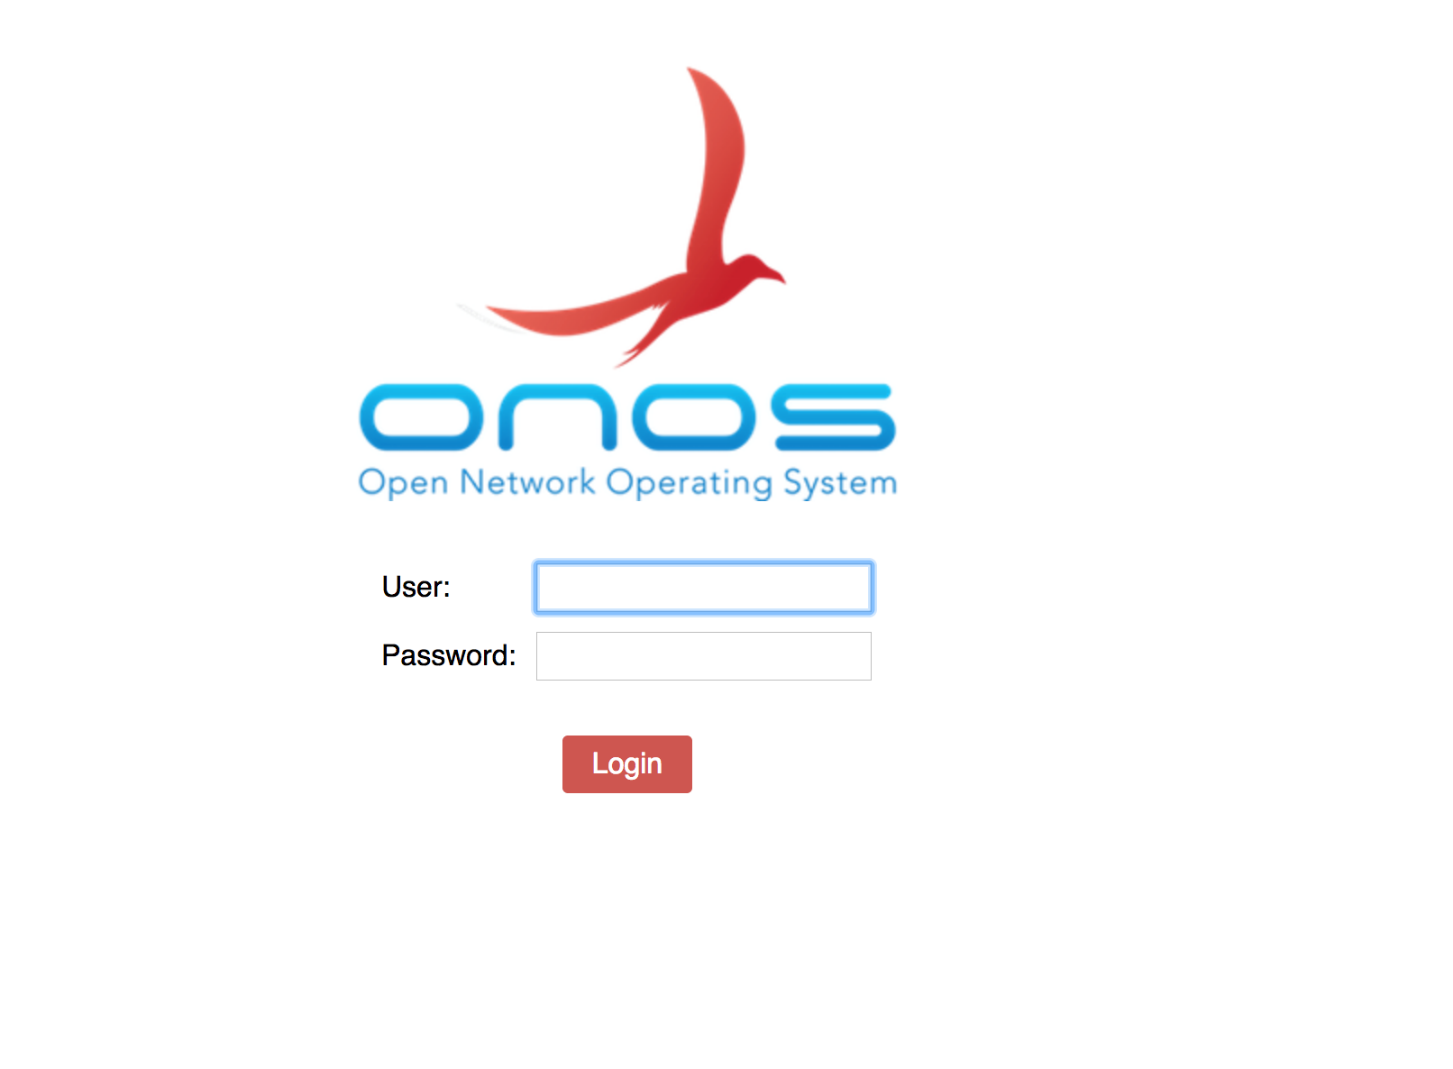 onos
Open Network Operating System
User:
Password:
Login